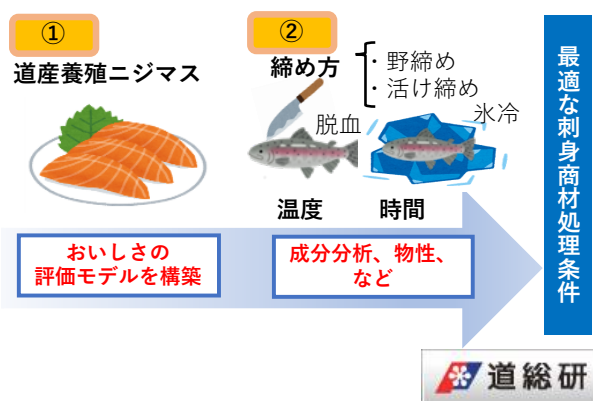 ①
道産養殖ニジマス
おいしさの
評価モデルを構築
②
締め方
・野締め
・活け締め
脱血
氷冷
温度
時間
成分分析、物性、
など
最適な刺身商材処理条件
道総研